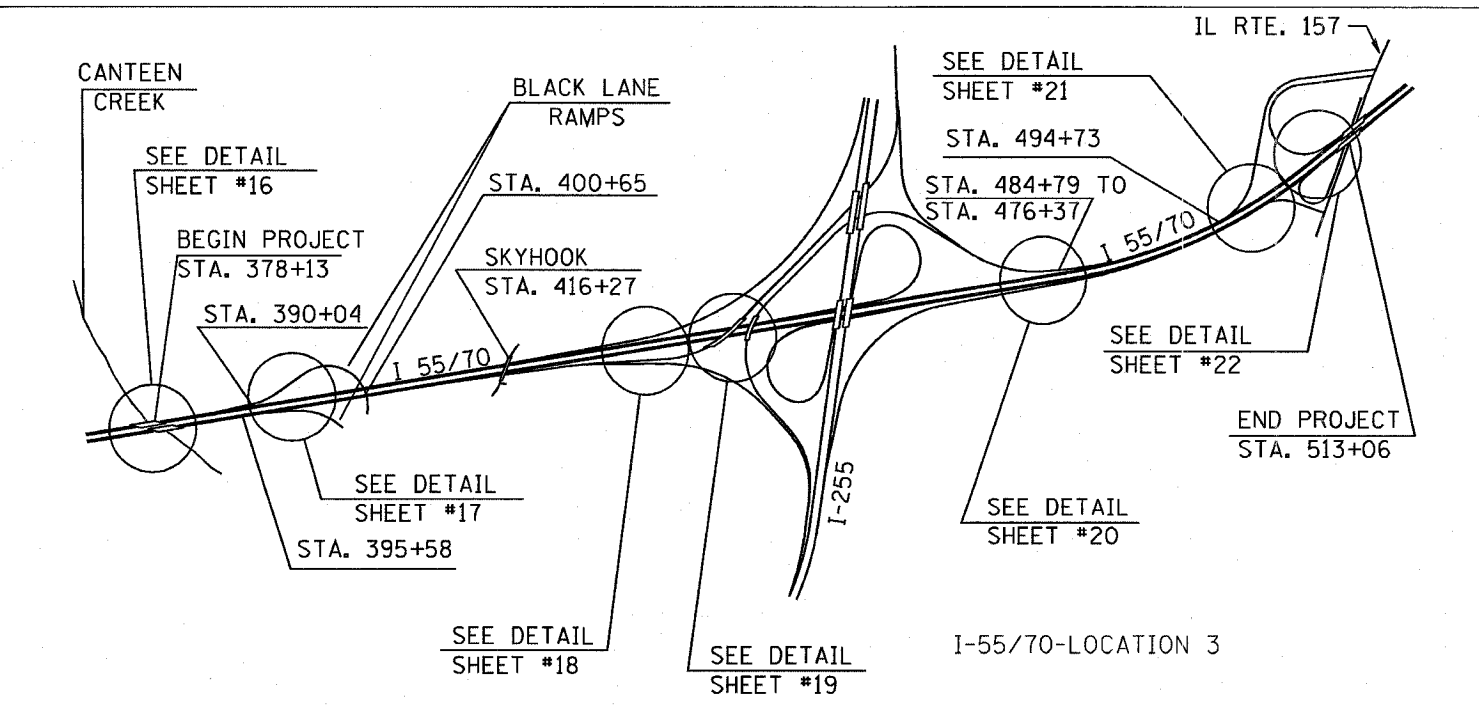 IL RTE. 157
CANTEEN
CREEK
BLACK LANE
RAMPS
SEE DETAIL
SHEET #21
SEE DETAIL
SHEET #16
STA. 494+73
STA. 400+65
STA. 484+79 TO
STA. 476+37
BEGIN PROJECT
STA. 378+13
SKYHOOK
STA. 416+27
I 55/70
STA. 390+04
I 55/70
SEE DETAIL
SHEET #22
END PROJECT
STA. 513+06
SEE DETAIL
SHEET #17
I-255
SEE DETAIL
SHEET #20
STA. 395+58
SEE DETAIL
SHEET #18
SEE DETAIL
SHEET #19
I-55/70-LOCATION 3